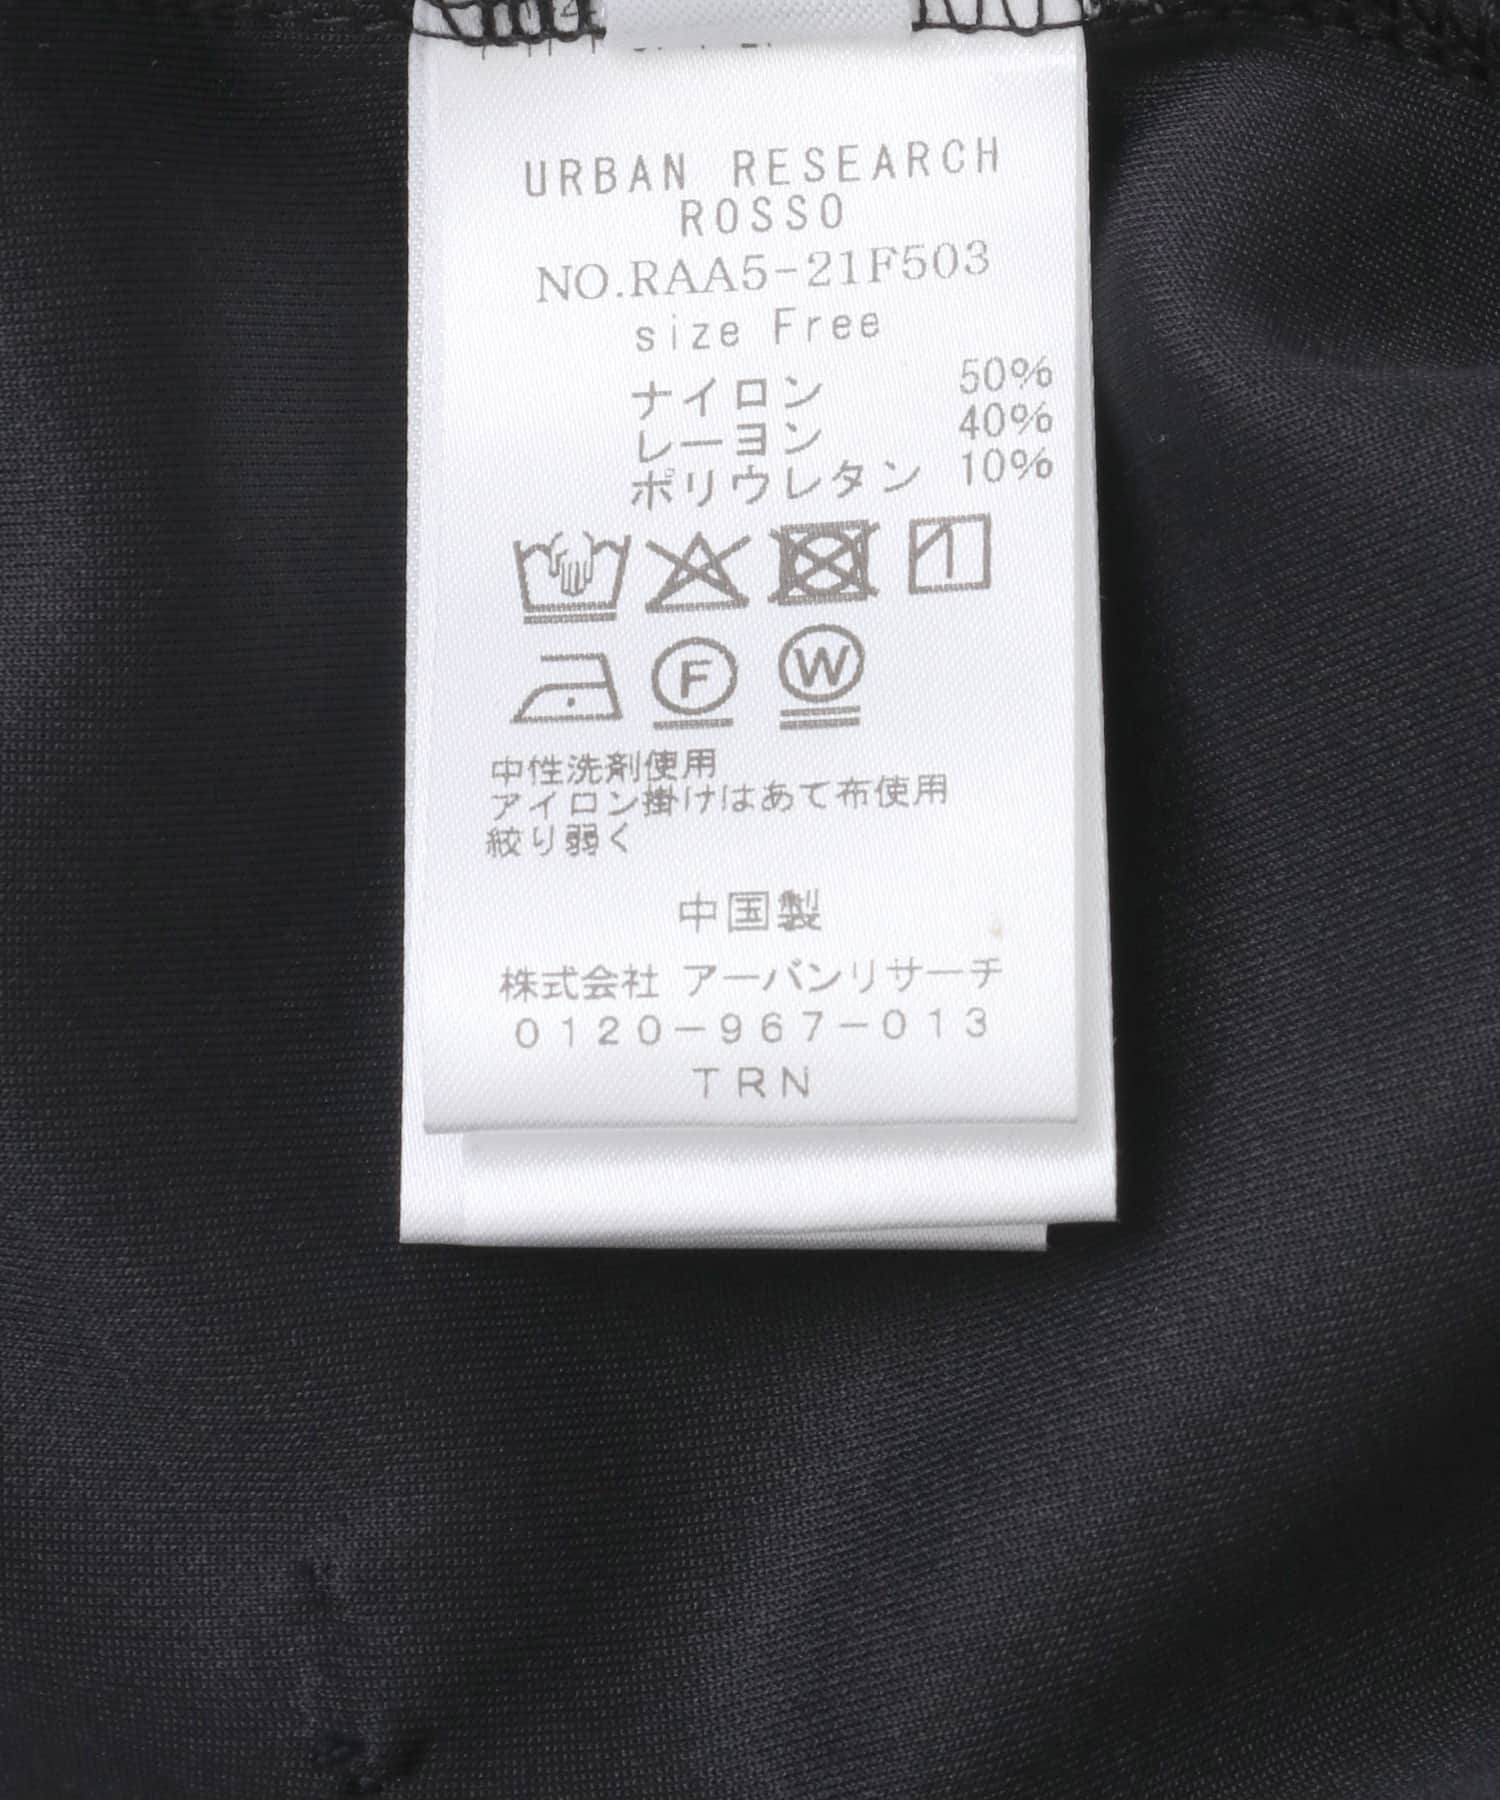 URBAN RESEARCH
ROSSO
NO.RAA5-21F503
size Free
ナイロン 50%
レーヨン 40%
ポリウレタン 10%
F W
中性洗剤使用
アイロン掛けはあて布使用
絞り弱く
中国製
株式会社 アーバンリサーチ
0120-967-013
TRN